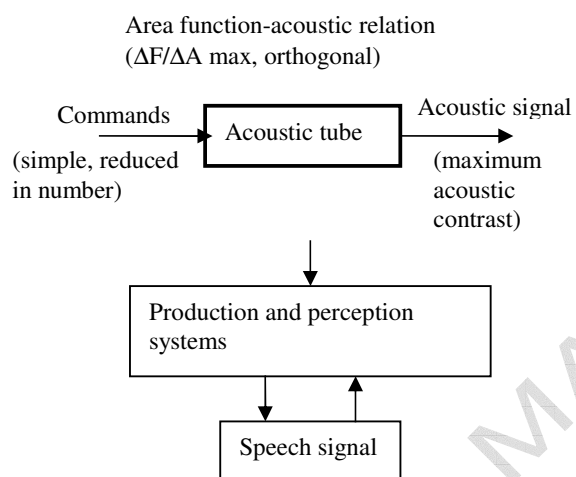 Area function-acoustic relation
(ΔF/ΔA max, orthogonal)
Commands
(simple, reduced
in number)
Acoustic tube
Acoustic signal
(maximum
acoustic
contrast)
Production and perception
systems
Speech signal
MA